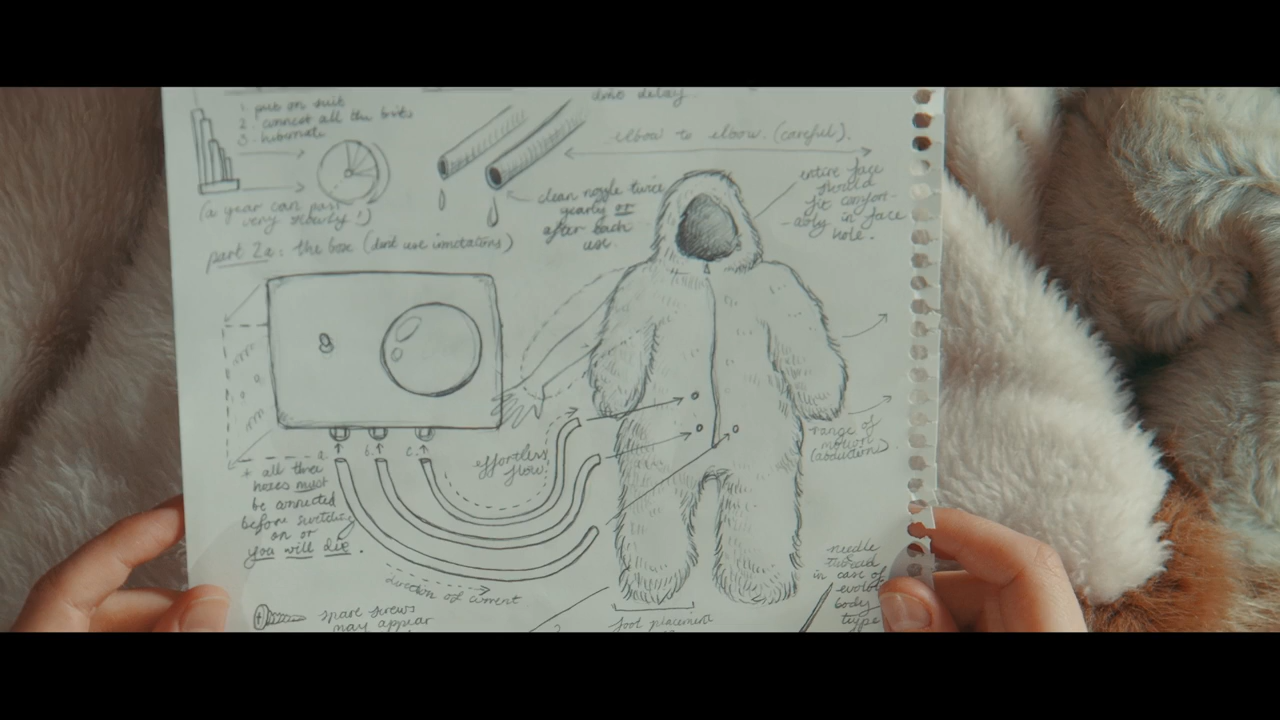 1. put on suit
2. connect all the bits
3. hibernate
(a year can pass
very slowly!)
time delay.
elbow to elbow. (careful).
clean nozzle twice
yearly or
after each
use.
entire face
should
fit comfort-
-ably in face
hole.
part 2a: the box (dont use imitations)
a.
b.
c.
+ all three
hoses must
be connected
before switching
on or
you will die.
effortless
flow.
direction of current
range of
motion
(abduction).
needle
thread
in case of
evolving
body
type
spare screws
may appear
foot placement